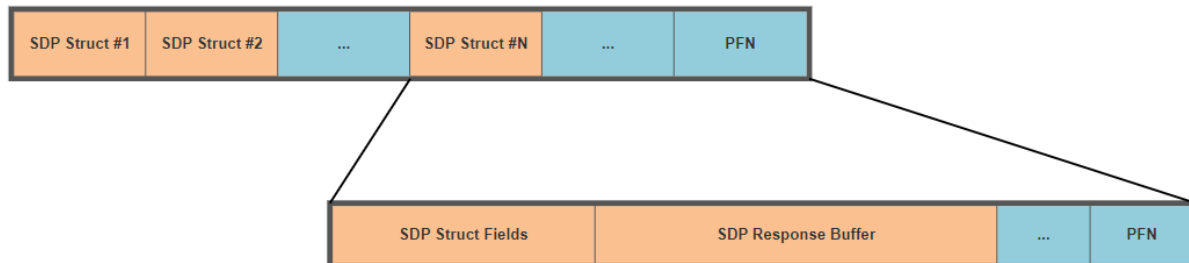 SDP Struct #1 SDP Struct #2 ... SDP Struct #N ... PFN
SDP Struct Fields SDP Response Buffer ... PFN